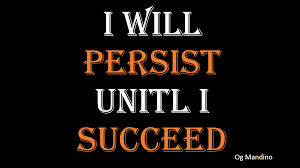 I WILL
PERSIST
UNITL I
SUCCEED
Og Mandino